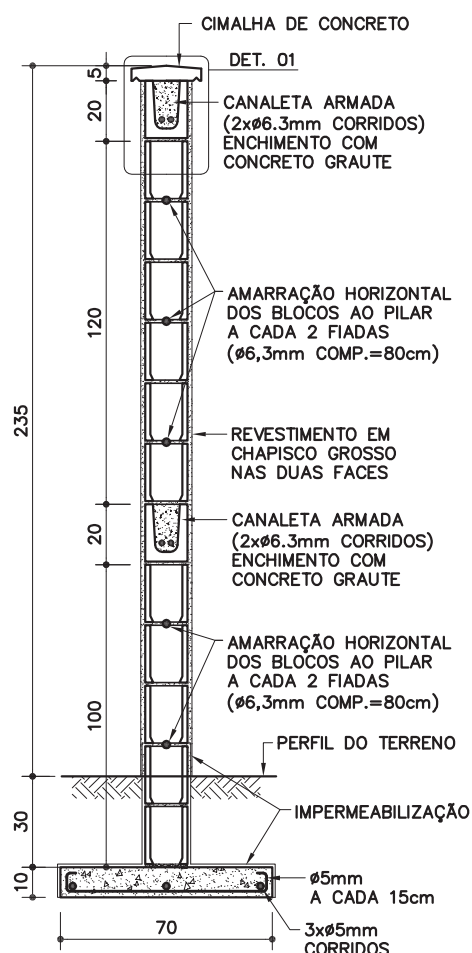 CIMALHA DE CONCRETO
DET. 01
5
20
CANALETA ARMADA
(2xø6.3mm CORRIDOS)
ENCHIMENTO COM
CONCRETO GRAUTE
120
AMARRAÇÃO HORIZONTAL
DOS BLOCOS AO PILAR
A CADA 2 FIADAS
(ø6,3mm COMP.=80cm)
235
REVESTIMENTO EM
CHAPISCO GROSSO
NAS DUAS FACES
20
CANALETA ARMADA
(2xø6.3mm CORRIDOS)
ENCHIMENTO COM
CONCRETO GRAUTE
AMARRAÇÃO HORIZONTAL
DOS BLOCOS AO PILAR
A CADA 2 FIADAS
(ø6,3mm COMP.=80cm)
100
PERFIL DO TERRENO
30
IMPERMEABILIZAÇÃO
10
ø5mm
A CADA 15cm
70
3xø5mm
CORRIDOS